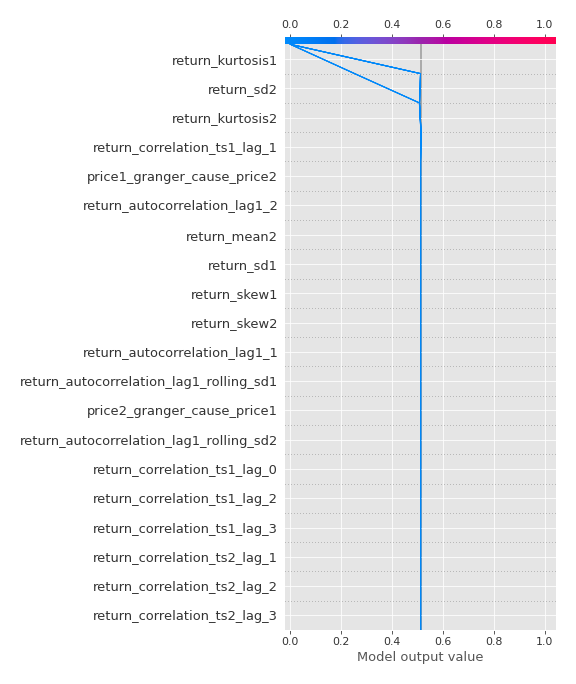 0.0 0.2 0.4 0.6 0.8 1.0
return_kurtosis1
return_sd2
return_kurtosis2
return_correlation_ts1_lag_1
price1_granger_cause_price2
return_autocorrelation_lag1_2
return_mean2
return_sd1
return_skew1
return_skew2
return_autocorrelation_lag1_1
return_autocorrelation_lag1_rolling_sd1
price2_granger_cause_price1
return_autocorrelation_lag1_rolling_sd2
return_correlation_ts1_lag_0
return_correlation_ts1_lag_2
return_correlation_ts1_lag_3
return_correlation_ts2_lag_1
return_correlation_ts2_lag_2
return_correlation_ts2_lag_3
0.0 0.2 0.4 0.6 0.8 1.0
Model output value